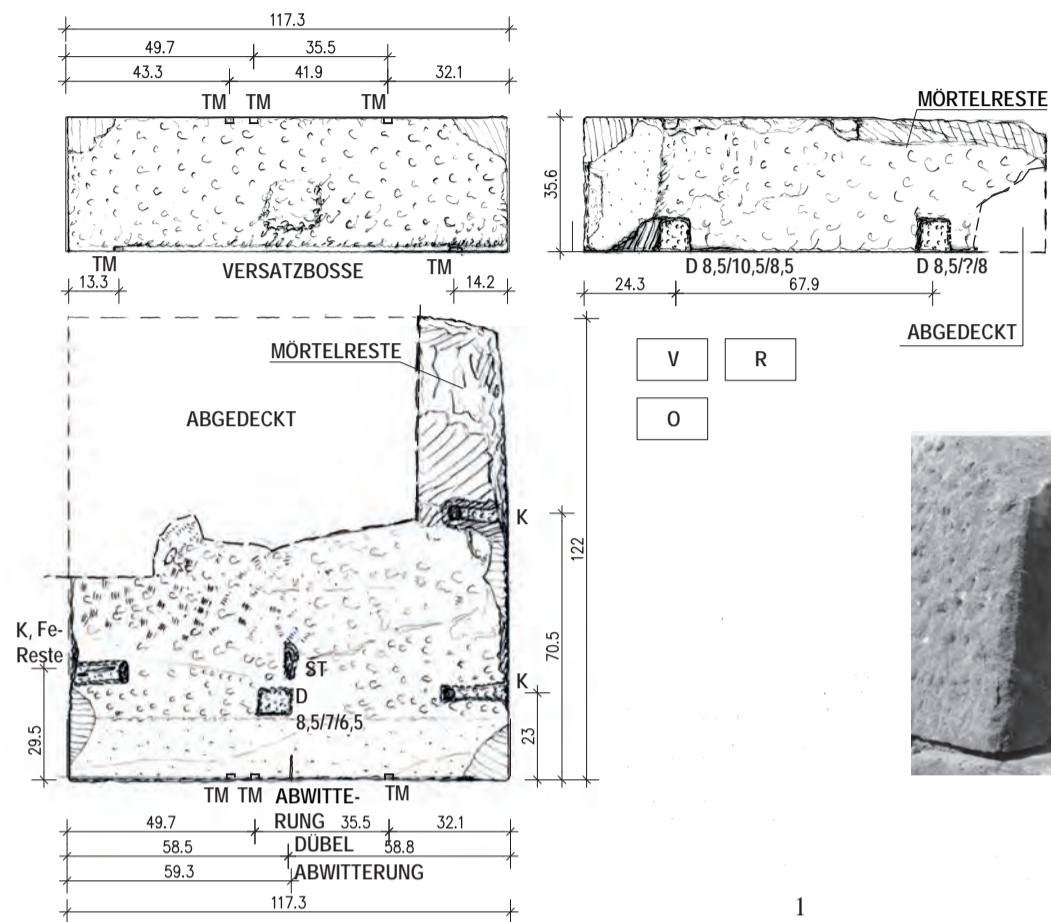 117.3
49.7 35.5
43.3 41.9 32.1
TM TM TM
TM VERSATZBOSSE TM
13.3 14.2
MÖRTELRESTE
35.6
D 8,5/10,5/8,5 D 8,5/?/8
24.3 67.9
ABGEDECKT
V R
O
MÖRTELRESTE
ABGEDECKT
K
122
70.5
K, Fe-
Reste
ST
K
D
8,5/7/6,5
29.5
23
TM TM ABWITTE- TM
RUNG
49.7 35.5 32.1
58.5 DÜBEL 58.8
59.3 ABWITTERUNG
117.3
1